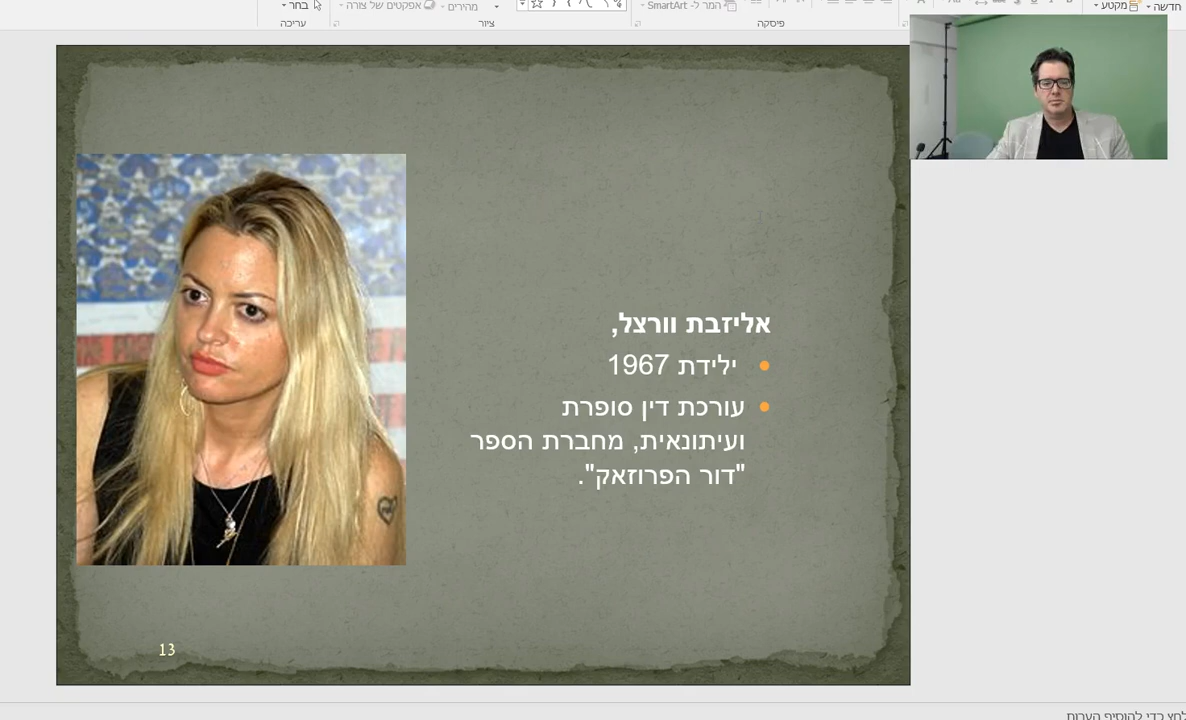 בחר
אפקטים של צורה
מהירים
המר ל- SmartArt
מקטע
חדשה
עריכה
ציור
פיסקה
אליזבת וורצל,
ילידת 1967
עורכת דין סופרת
ועיתונאית, מחברת הספר
"דור הפרוזאק".
13
לחץ כדי להוסיף הערות